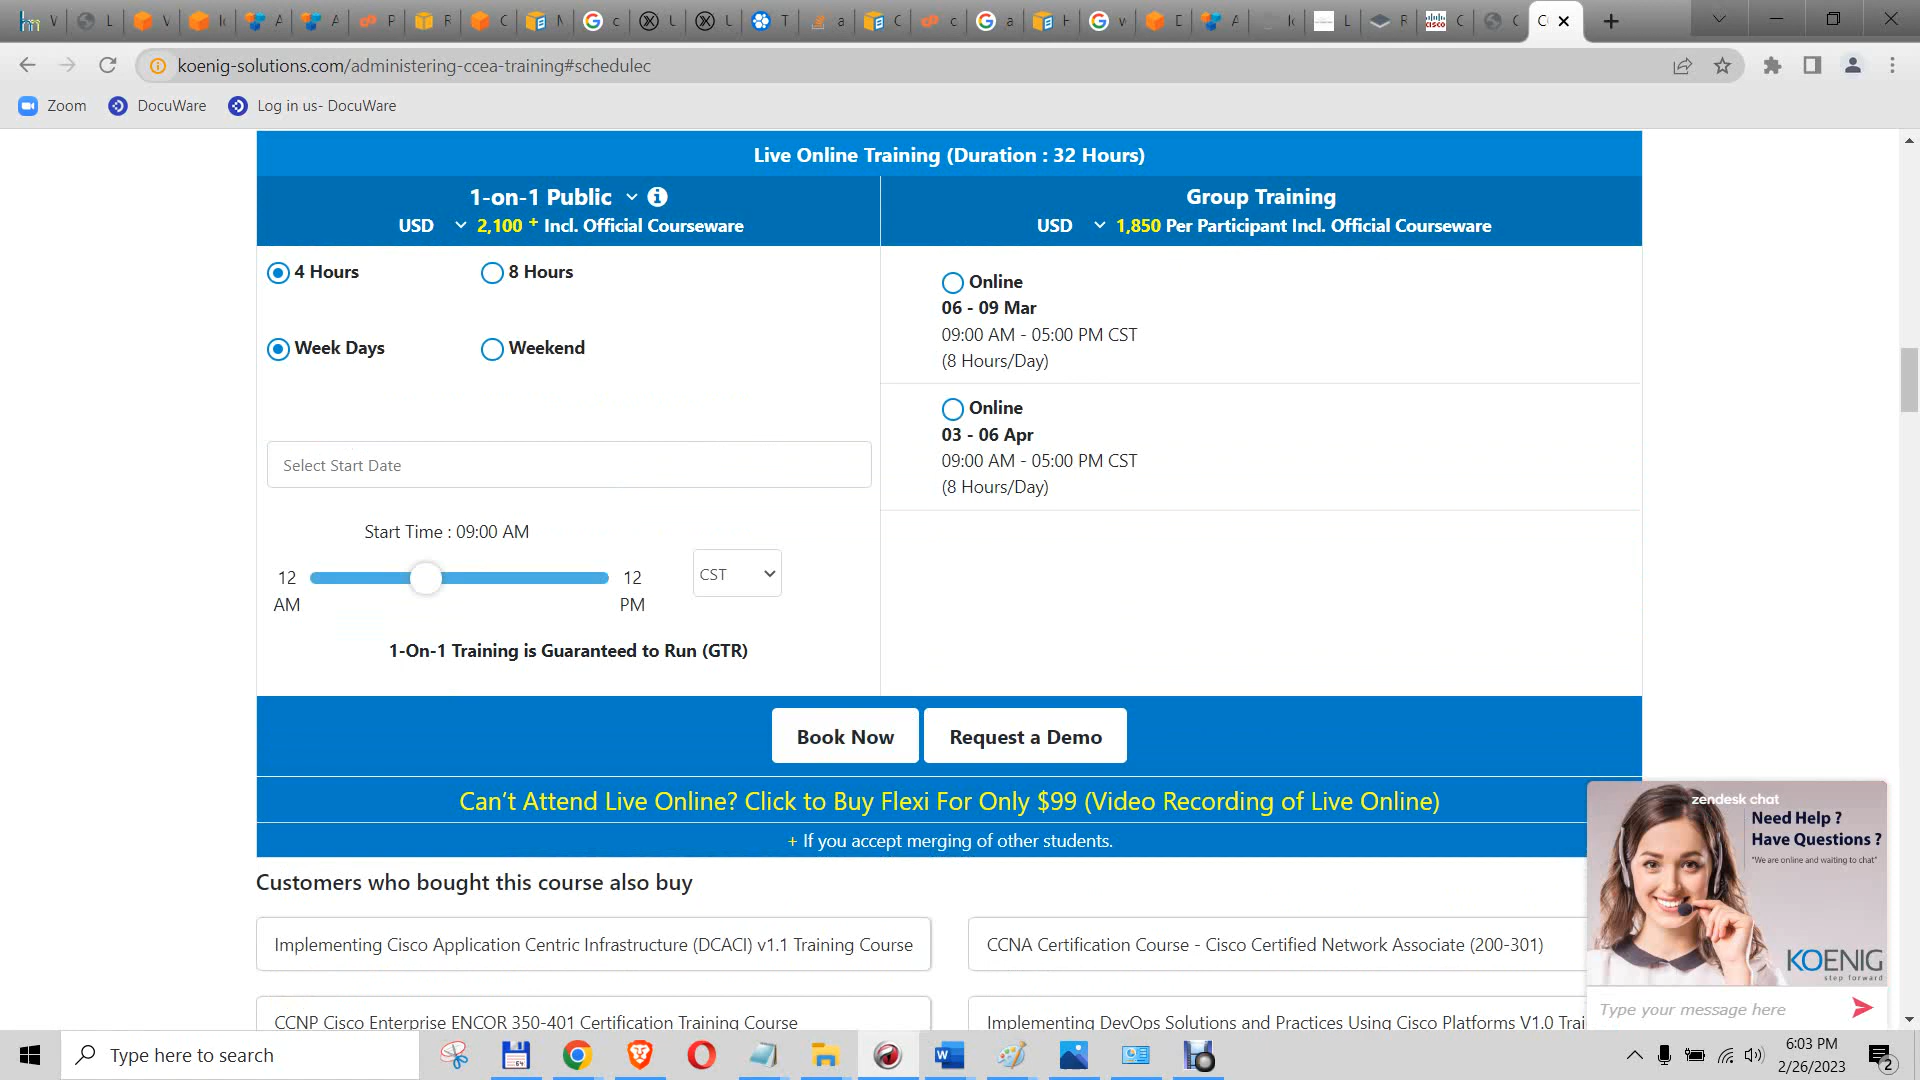 koenig-solutions.com/administering-ccea-training#schedulec
Zoom
DocuWare
Log in us- DocuWare
Live Online Training (Duration : 32 Hours)
1-on-1 Public
USD 2,100 + Incl. Official Courseware
Group Training
USD 1,850 Per Participant Incl. Official Courseware
4 Hours
8 Hours
Week Days
Weekend
Select Start Date
Start Time : 09:00 AM
12 AM
12 PM
CST
1-On-1 Training is Guaranteed to Run (GTR)
Online
06 - 09 Mar
09:00 AM - 05:00 PM CST
(8 Hours/Day)
Online
03 - 06 Apr
09:00 AM - 05:00 PM CST
(8 Hours/Day)
Book Now
Request a Demo
Can’t Attend Live Online? Click to Buy Flexi For Only $99 (Video Recording of Live Online)
+ If you accept merging of other students.
Customers who bought this course also buy
Implementing Cisco Application Centric Infrastructure (DCACI) v1.1 Training Course
CCNA Certification Course - Cisco Certified Network Associate (200-301)
CCNP Cisco Enterprise ENCOR 350-401 Certification Training Course
Implementing DevOps Solutions and Practices Using Cisco Platforms V1.0 Trai
zendesk chat
Need Help ?
Have Questions ?
"We are online and waiting to chat"
KOENIG
step forward
Type your message here
Type here to search
6:03 PM
2/26/2023
2